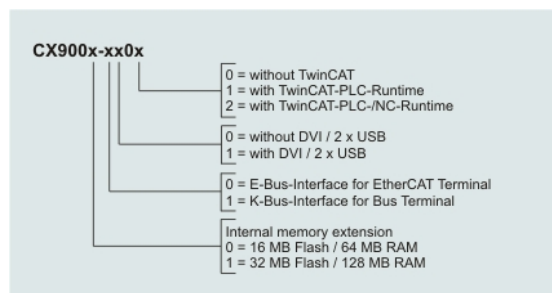 CX900x-xx0x
0 = without TwinCAT
1 = with TwinCAT-PLC-Runtime
2 = with TwinCAT-PLC-/NC-Runtime
0 = without DVI / 2 x USB
1 = with DVI / 2 x USB
0 = E-Bus-Interface for EtherCAT Terminal
1 = K-Bus-Interface for Bus Terminal
Internal memory extension
0 = 16 MB Flash / 64 MB RAM
1 = 32 MB Flash / 128 MB RAM